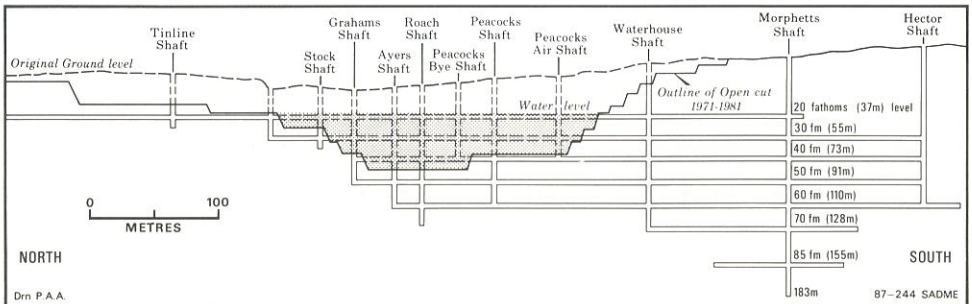 Tinline
Shaft
Grahams
Shaft
Roach
Shaft
Peacocks
Shaft
Waterhouse
Shaft
Morphetts
Shaft
Hector
Shaft
Stock
Shaft
Ayers
Shaft
Peacocks
Bye Shaft
Peacocks
Air Shaft
Original Ground level
Water level
Outline of Open cut
1971-1981
20 fathoms (37m) level
30 fm (55m)
40 fm (73m)
50 fm (91m)
60 fm (110m)
70 fm (128m)
85 fm (155m)
183m
0 100
METRES
NORTH
SOUTH
Drn P.A.A.
87-244 SADME